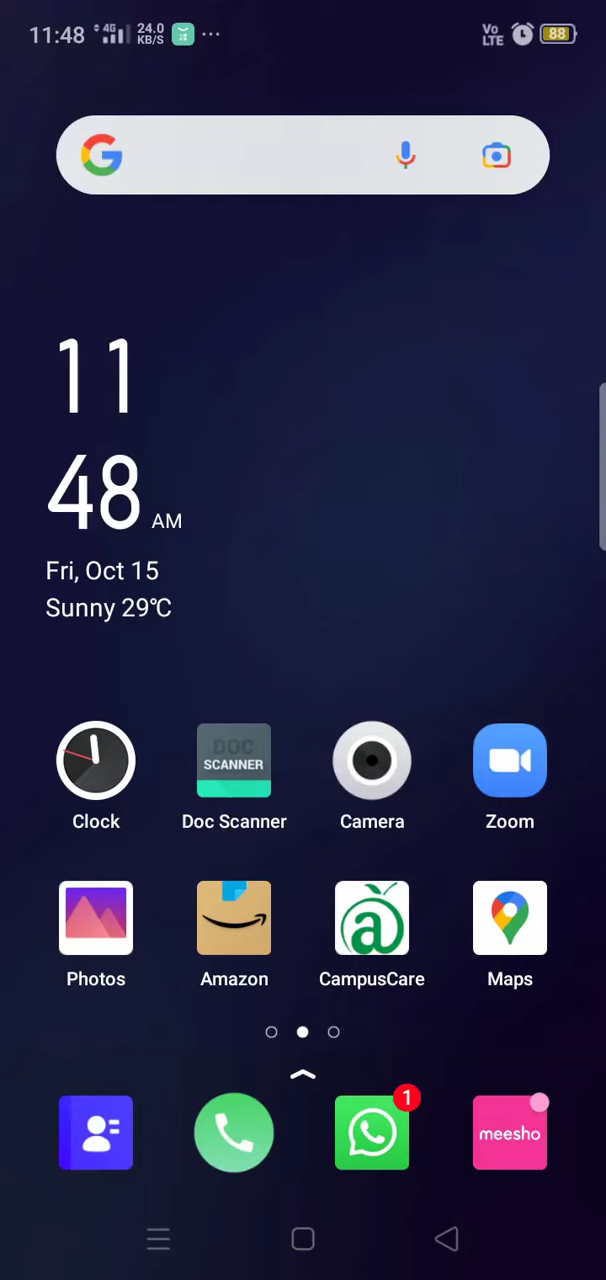 11:48 4G 24.0 KB/S Vo LTE 88
11
48 AM
Fri, Oct 15
Sunny 29℃
DOC
SCANNER
Clock Doc Scanner Camera Zoom
Photos Amazon CampusCare Maps
1
meesho